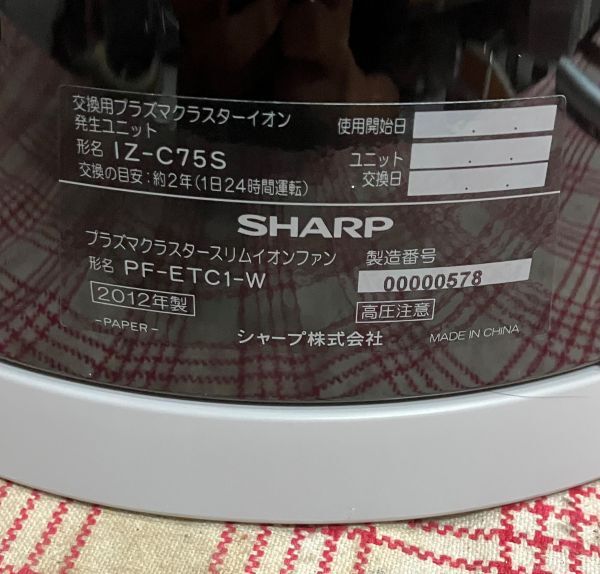 交換用プラズマクラスターイオン
発生ユニット
形名 IZ-C75S
交換の目安:約2年(1日24時間運転)
使用開始日 . .
ユニット . .
交換日 . .
SHARP
プラズマクラスタースリムイオンファン
形名 PF-ETC1-W
2012年製
-PAPER-
製造番号
00000578
高圧注意
シャープ株式会社
MADE IN CHINA